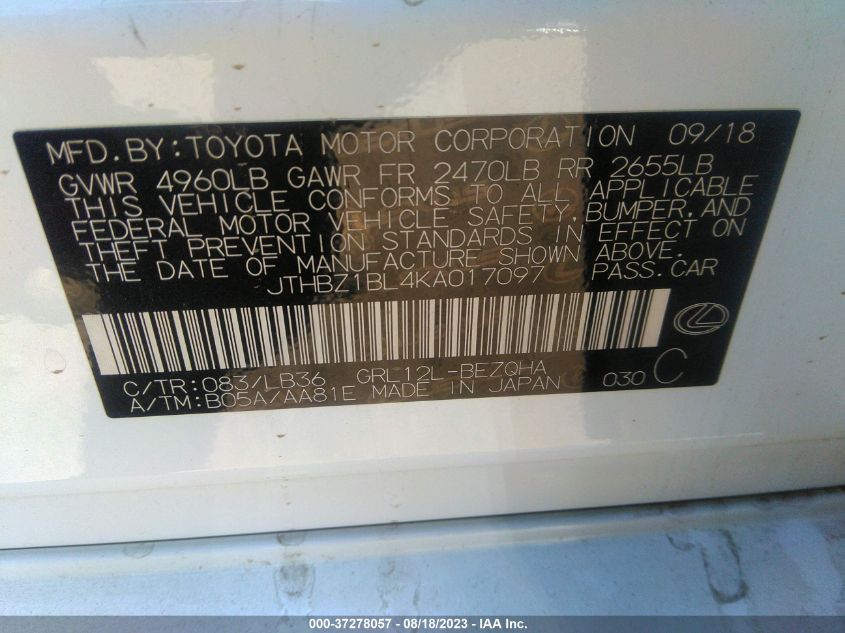 MFD.BY:TOYOTA MOTOR CORPORATION 09/18
GVWR 4960LB GAWR FR 2470LB RR 2655LB
THIS VEHICLE CONFORMS TO ALL APPLICABLE
FEDERAL MOTOR VEHICLE SAFETY,BUMPER,AND
THEFT PREVENTION STANDARDS IN EFFECT ON
THE DATE OF MANUFACTURE SHOWN ABOVE.
JTHBZ1BL4KA017097 PASS.CAR
C/TR:083/LB36 GRL12L-BEZQHA
A/TM:B05A/AA81E MADE IN JAPAN 030 C
000-37278057 - 08/18/2023 - IAA Inc.